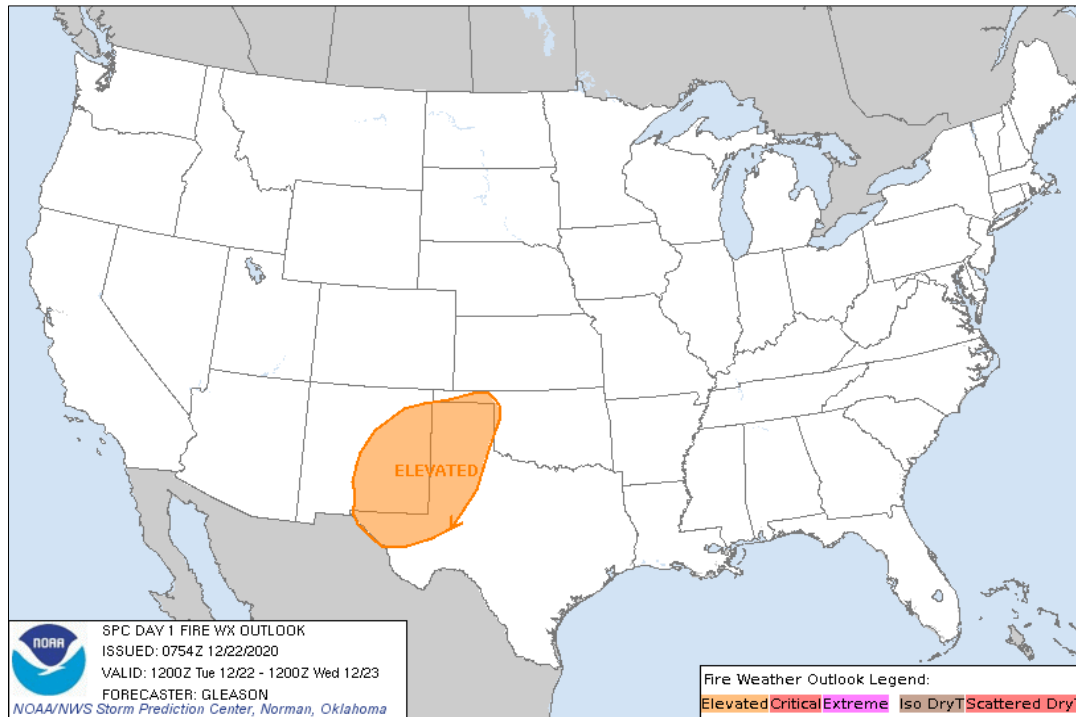 ELEVATED
NOAA
SPC DAY 1 FIRE WX OUTLOOK
ISSUED: 0754Z 12/22/2020
VALID: 1200Z Tue 12/22 - 1200Z Wed 12/23
FORECASTER: GLEASON
NOAA/NWS Storm Prediction Center, Norman, Oklahoma
Fire Weather Outlook Legend:
Elevated Critical Extreme Iso DryT Scattered DryT